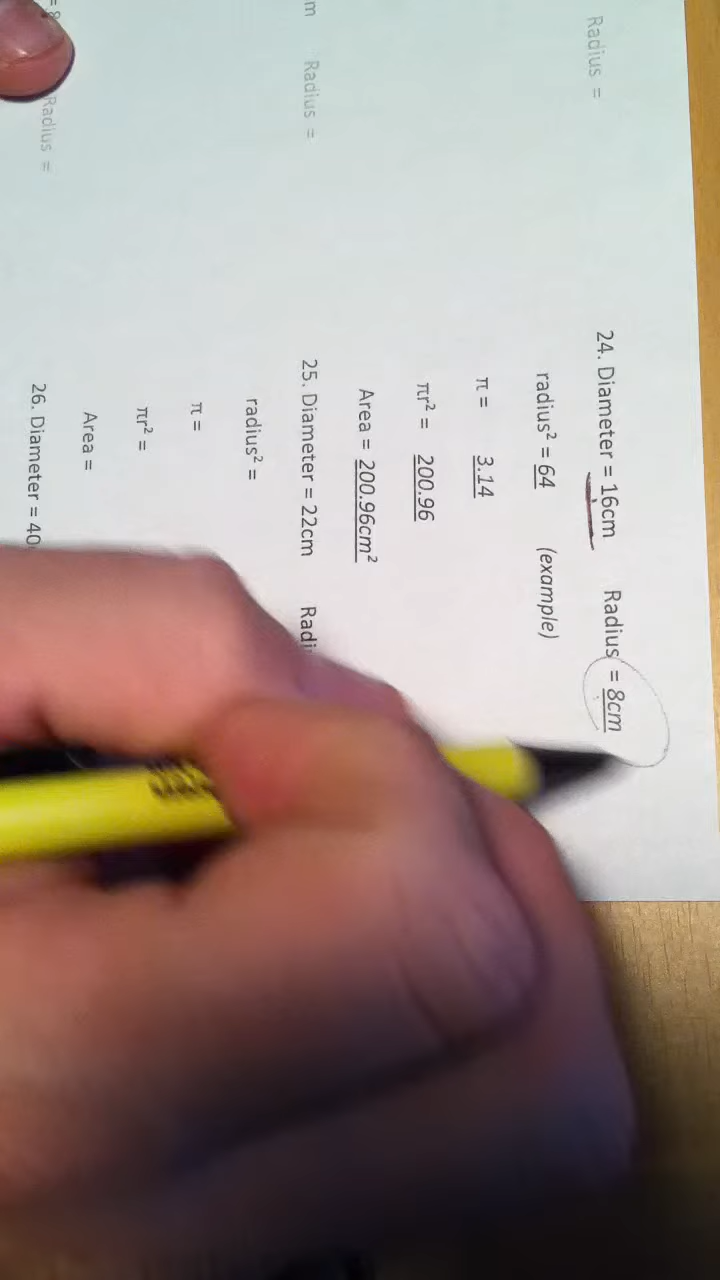 Radius =
24. Diameter = 16cm Radius = 8cm
radius² = 64 (example)
π = 3.14
πr² = 200.96
Area = 200.96cm²
m Radius =
25. Diameter = 22cm
radius² =
π =
πr² =
Area =
Radius =
26. Diameter = 40